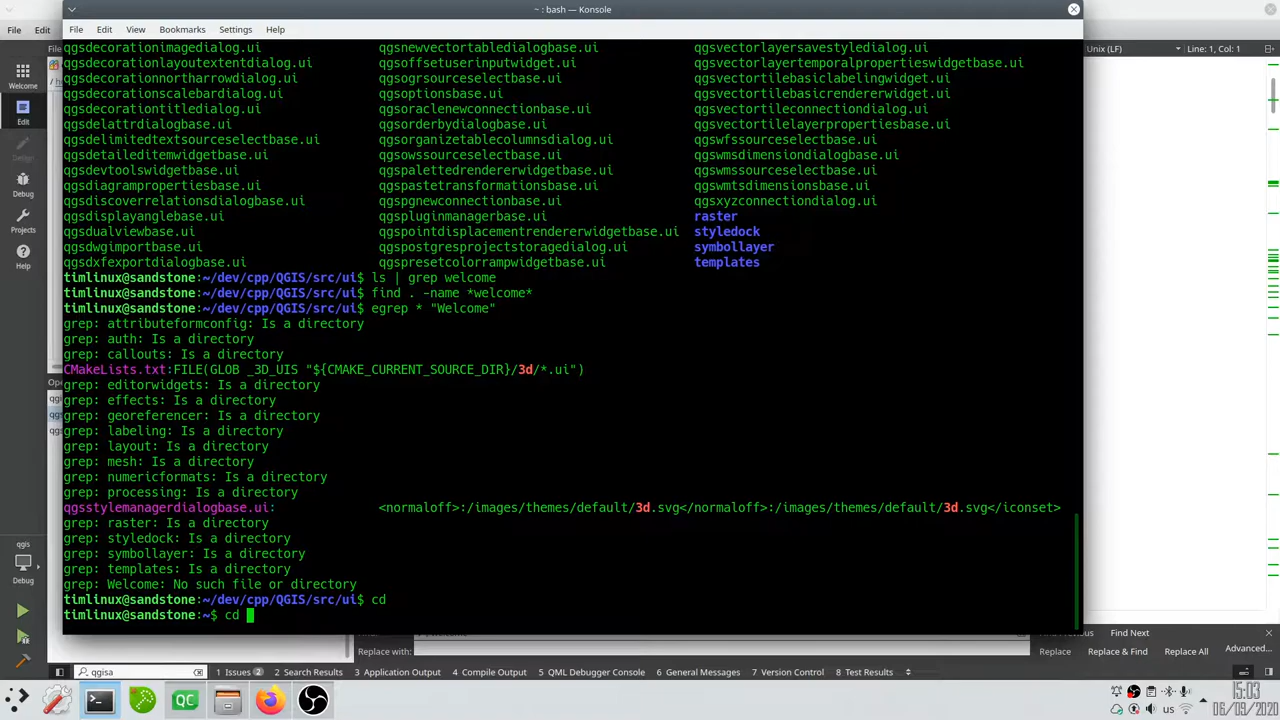 ~ : bash — Konsole
File Edit
File Edit View Bookmarks Settings Help
Unix (LF) Line: 1, Col: 1
qgsdecorationimagedialog.ui qgsnewvectortabledialogbase.ui qgsvectorlayersavestyledialog.ui
qgsdecorationlayoutextentdialog.ui qgsoffsetuserinputwidget.ui qgsvectorlayertemporalpropertieswidgetbase.ui
qgsdecorationnortharrowdialog.ui qgsogrsourceselectbase.ui qgsvectortilebasiclabelingwidget.ui
qgsdecorationscalebardialog.ui qgsoptionsbase.ui qgsvectortilebasicrendererwidget.ui
qgsdecorationtitledialog.ui qgsoraclenewconnectionbase.ui qgsvectortileconnectiondialog.ui
qgsdelattrdialogbase.ui qgsorderbydialogbase.ui qgsvectortilelayerpropertiesbase.ui
qgsdelimitedtextsourceselectbase.ui qgsorganizetablecolumnsdialog.ui qgswfssourceselectbase.ui
qgsdetaileditemwidgetbase.ui qgsowssourceselectbase.ui qgswmsdimensiondialogbase.ui
qgsdevtoolswidgetbase.ui qgspalettedrendererwidgetbase.ui qgswmssourceselectbase.ui
qgsdiagrampropertiesbase.ui qgspastetransformationsbase.ui qgswmtsdimensionsbase.ui
qgsdiscoverrelationsdialogbase.ui qgspgnewconnectionbase.ui qgsxyzconnectiondialog.ui
qgsdisplayanglebase.ui qgspluginmanagerbase.ui raster
qgsdualviewbase.ui qgspointdisplacementrendererwidgetbase.ui styledock
qgsdwgimportbase.ui qgspostgresprojectstoragedialog.ui symbollayer
qgsdxfexportdialogbase.ui qgspresetcolorrampwidgetbase.ui templates
timlinux@sandstone:~/dev/cpp/QGIS/src/ui$ ls | grep welcome
timlinux@sandstone:~/dev/cpp/QGIS/src/ui$ find . -name *welcome*
timlinux@sandstone:~/dev/cpp/QGIS/src/ui$ egrep * "Welcome"
grep: attributeformconfig: Is a directory
grep: auth: Is a directory
grep: callouts: Is a directory
CMakeLists.txt:FILE(GLOB _3D_UIS "${CMAKE_CURRENT_SOURCE_DIR}/3d/*.ui")
grep: editorwidgets: Is a directory
grep: effects: Is a directory
grep: georeferencer: Is a directory
grep: labeling: Is a directory
grep: layout: Is a directory
grep: mesh: Is a directory
grep: numericformats: Is a directory
grep: processing: Is a directory
qgsstylemanagerdialogbase.ui: <normaloff>:/images/themes/default/3d.svg</normaloff>:/images/themes/default/3d.svg</iconset>
grep: raster: Is a directory
grep: styledock: Is a directory
grep: symbollayer: Is a directory
grep: templates: Is a directory
grep: Welcome: No such file or directory
timlinux@sandstone:~/dev/cpp/QGIS/src/ui$ cd
timlinux@sandstone:~$ cd
Welcome
Edit
Design
Debug
Projects
Help
qgis
Debug
Find Next
Replace with:
Replace Replace & Find Replace All Advanced...
qgisa 1 Issues 2 2 Search Results 3 Application Output 4 Compile Output 5 QML Debugger Console 6 General Messages 7 Version Control 8 Test Results
QC
us
15:03
06/09/2020